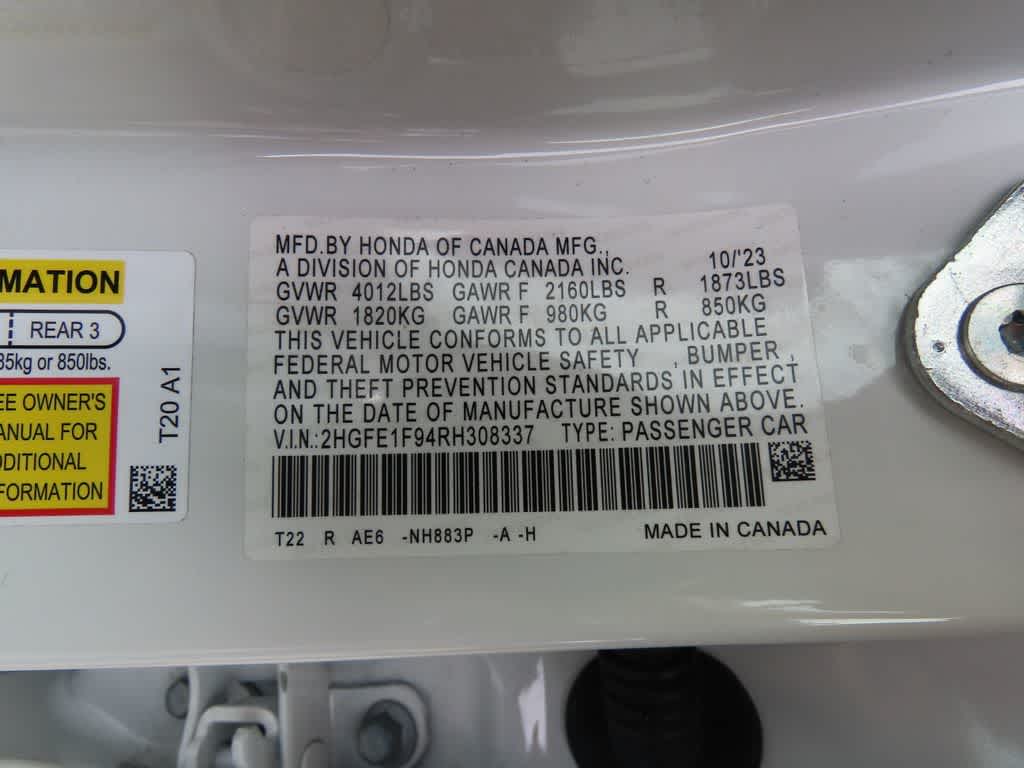 MATION
REAR 3
35kg or 850lbs.
EE OWNER'S
ANUAL FOR
DDITIONAL
FORMATION
T20 A1
MFD.BY HONDA OF CANADA MFG.,
A DIVISION OF HONDA CANADA INC. 10/'23
GVWR 4012LBS GAWR F 2160LBS R 1873LBS
GVWR 1820KG GAWR F 980KG R 850KG
THIS VEHICLE CONFORMS TO ALL APPLICABLE
FEDERAL MOTOR VEHICLE SAFETY , BUMPER ,
AND THEFT PREVENTION STANDARDS IN EFFECT
ON THE DATE OF MANUFACTURE SHOWN ABOVE.
V.I.N.:2HGFE1F94RH308337 TYPE: PASSENGER CAR
T22 R AE6 -NH883P -A -H MADE IN CANADA